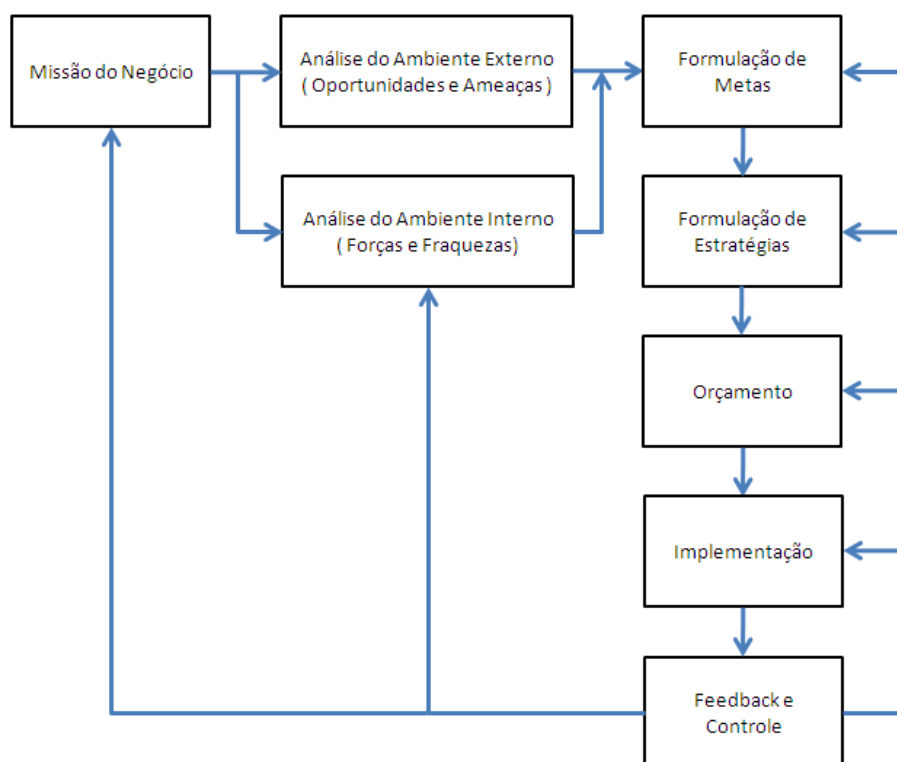 Missão do Negócio
Análise do Ambiente Externo
( Oportunidades e Ameaças )
Formulação de
Metas
Análise do Ambiente Interno
( Forças e Fraquezas)
Formulação de
Estratégias
Orçamento
Implementação
Feedback e
Controle